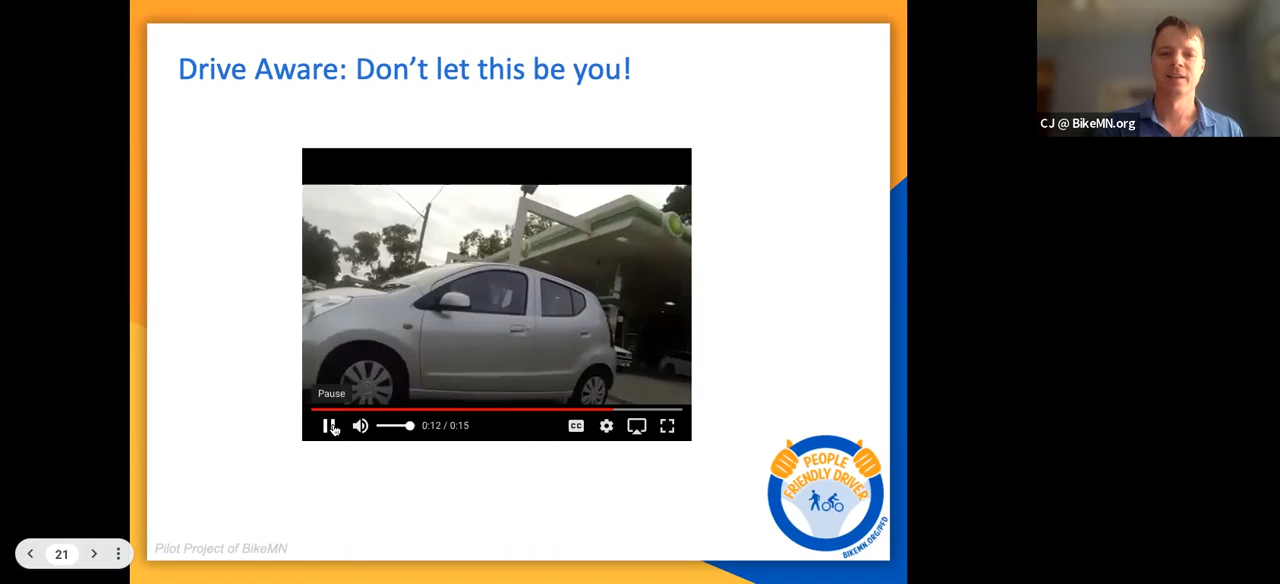 Drive Aware: Don't let this be you!
CJ @ BikeMN.org
Pause
0:12 / 0:15
CC
PEOPLE
FRIENDLY DRIVER
BIKEMN.ORG/PFD
21
Pilot Project of BikeMN